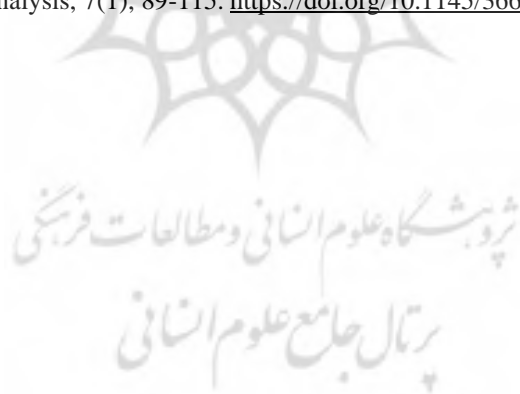 nalysis, 7(1), 89-115. https://doi.org/10.1145/366
پژوهشگاه علوم انسانی و مطالعات فرهنگی
پرتال جامع علوم انسانی